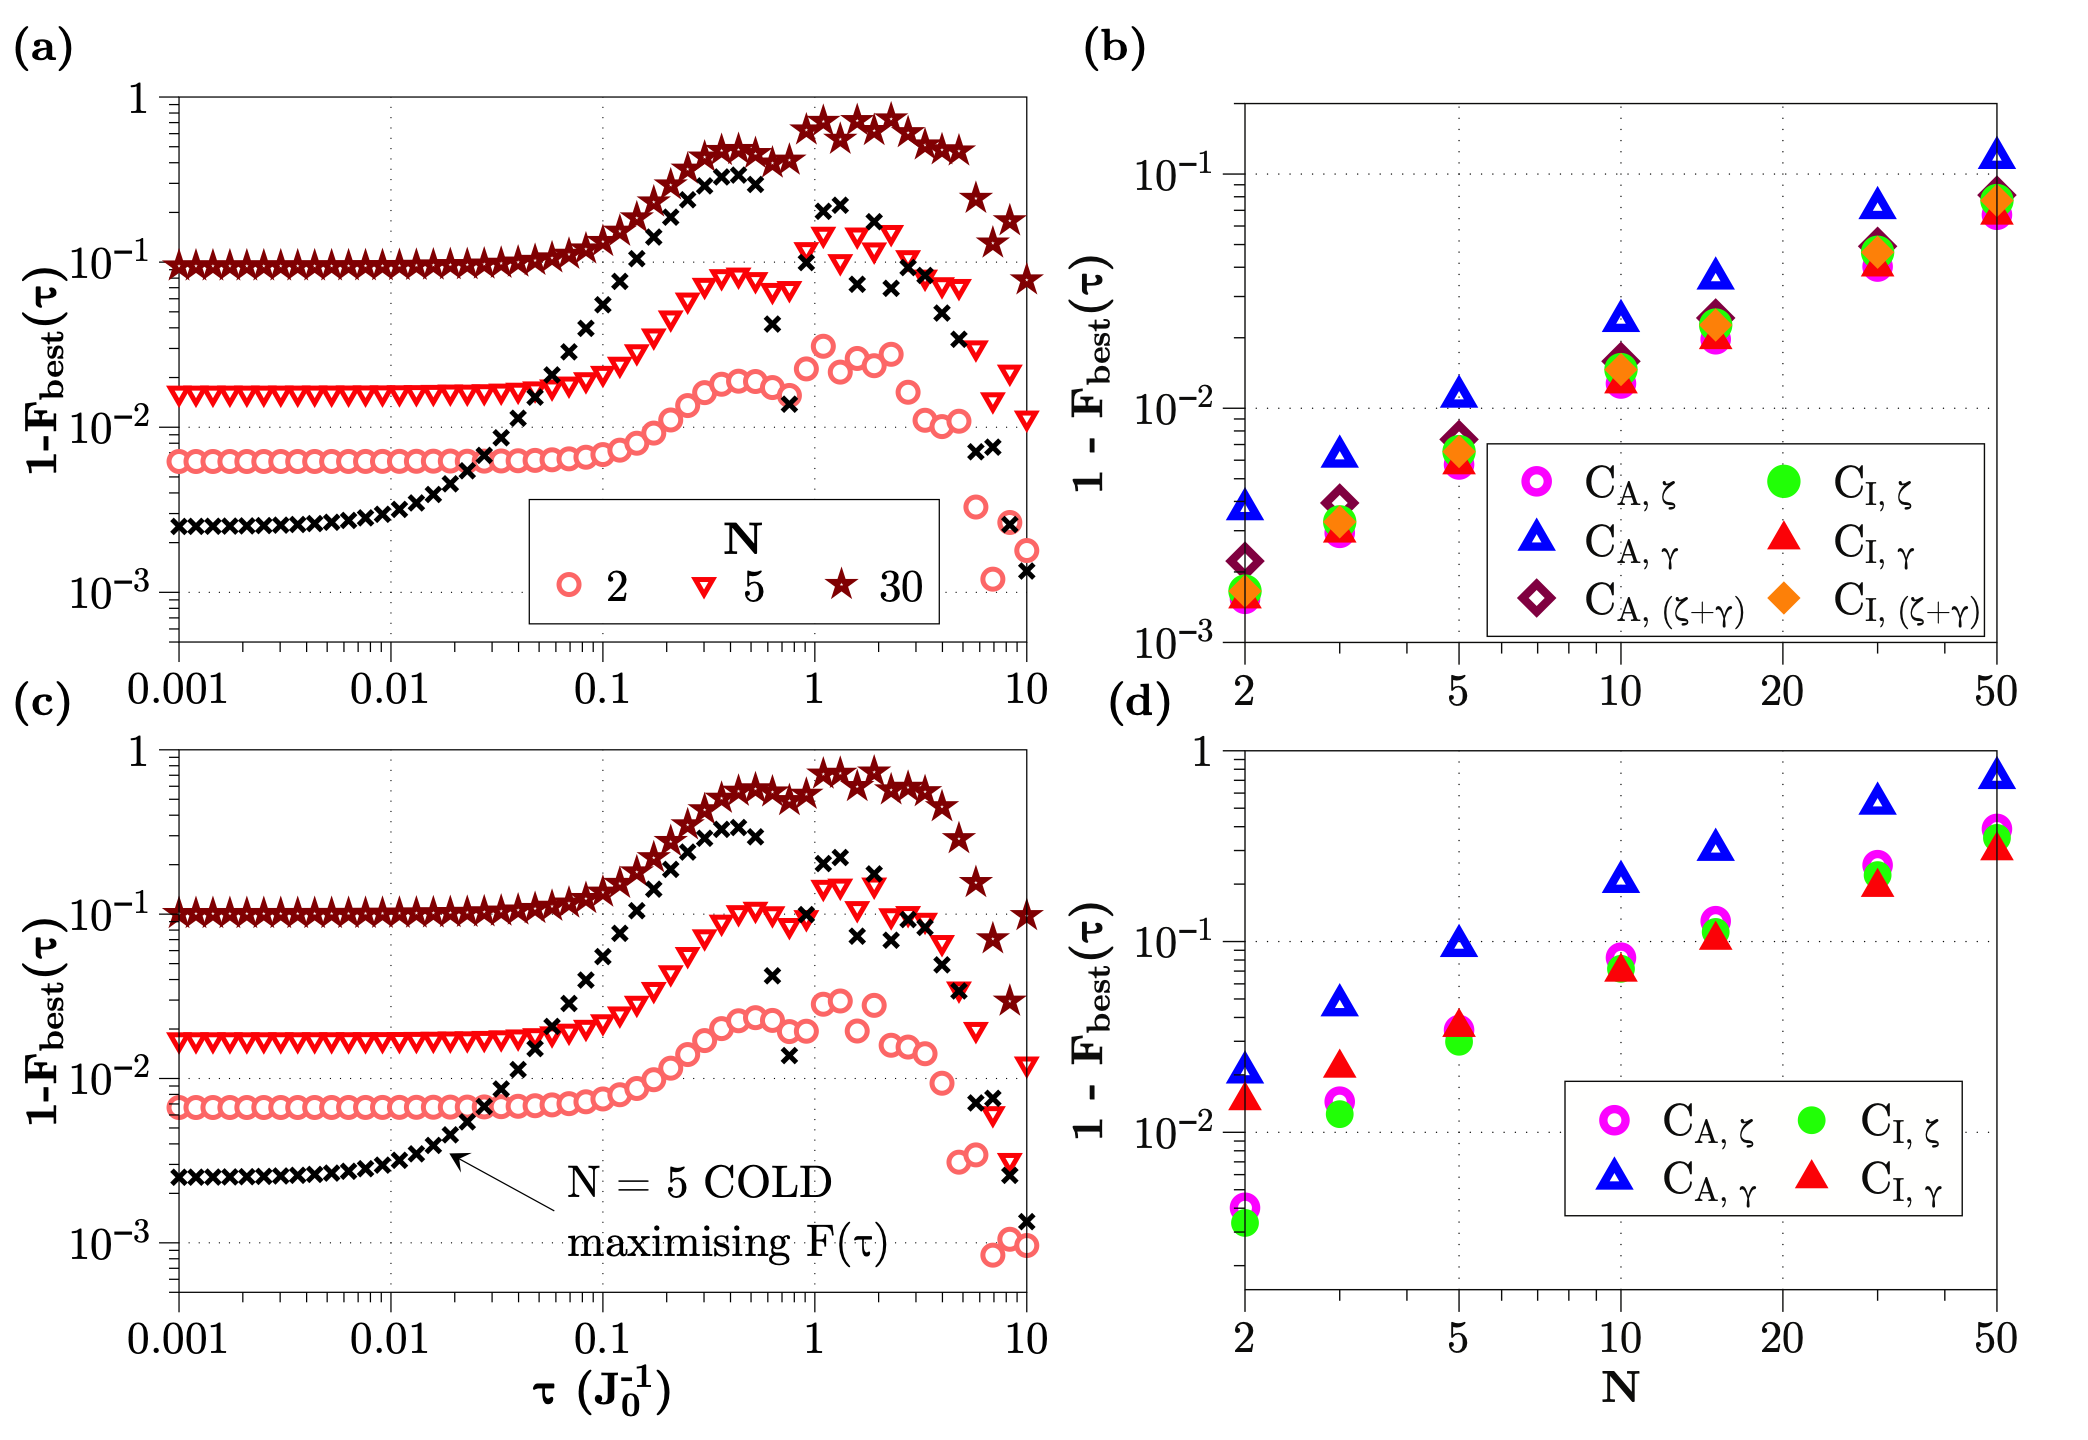 (a)
1
10⁻¹
10⁻²
10⁻³
1-F_best(τ)
0.001 0.01 0.1 1 10
N
2 5 30
(b)
10⁻¹
10⁻²
10⁻³
1 - F_best(τ)
2 5 10 20 50
C_A, ζ C_I, ζ
C_A, γ C_I, γ
C_A, (ζ+γ) C_I, (ζ+γ)
(c)
1
10⁻¹
10⁻²
10⁻³
1-F_best(τ)
N = 5 COLD
maximising F(τ)
0.001 0.01 0.1 1 10
τ (J₀⁻¹)
(d)
1
10⁻¹
10⁻²
1 - F_best(τ)
C_A, ζ C_I, ζ
C_A, γ C_I, γ
2 5 10 20 50
N